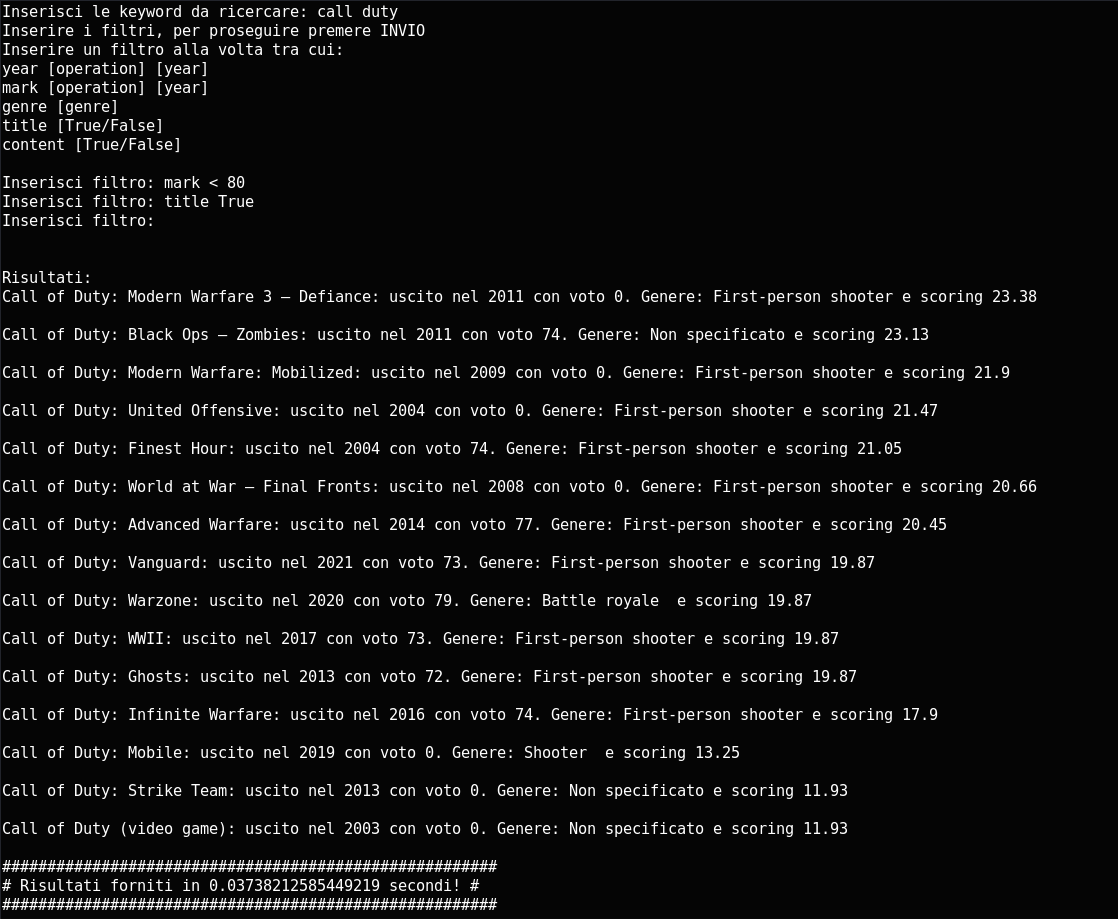 Inserisci le keyword da ricercare: call duty
Inserire i filtri, per proseguire premere INVIO
Inserire un filtro alla volta tra cui:
year [operation] [year]
mark [operation] [year]
genre [genre]
title [True/False]
content [True/False]
Inserisci filtro: mark < 80
Inserisci filtro: title True
Inserisci filtro:
Risultati:
Call of Duty: Modern Warfare 3 – Defiance: uscito nel 2011 con voto 0. Genere: First-person shooter e scoring 23.38
Call of Duty: Black Ops – Zombies: uscito nel 2011 con voto 74. Genere: Non specificato e scoring 23.13
Call of Duty: Modern Warfare: Mobilized: uscito nel 2009 con voto 0. Genere: First-person shooter e scoring 21.9
Call of Duty: United Offensive: uscito nel 2004 con voto 0. Genere: First-person shooter e scoring 21.47
Call of Duty: Finest Hour: uscito nel 2004 con voto 74. Genere: First-person shooter e scoring 21.05
Call of Duty: World at War – Final Fronts: uscito nel 2008 con voto 0. Genere: First-person shooter e scoring 20.66
Call of Duty: Advanced Warfare: uscito nel 2014 con voto 77. Genere: First-person shooter e scoring 20.45
Call of Duty: Vanguard: uscito nel 2021 con voto 73. Genere: First-person shooter e scoring 19.87
Call of Duty: Warzone: uscito nel 2020 con voto 79. Genere: Battle royale  e scoring 19.87
Call of Duty: WWII: uscito nel 2017 con voto 73. Genere: First-person shooter e scoring 19.87
Call of Duty: Ghosts: uscito nel 2013 con voto 72. Genere: First-person shooter e scoring 19.87
Call of Duty: Infinite Warfare: uscito nel 2016 con voto 74. Genere: First-person shooter e scoring 17.9
Call of Duty: Mobile: uscito nel 2019 con voto 0. Genere: Shooter  e scoring 13.25
Call of Duty: Strike Team: uscito nel 2013 con voto 0. Genere: Non specificato e scoring 11.93
Call of Duty (video game): uscito nel 2003 con voto 0. Genere: Non specificato e scoring 11.93
#######################################################
# Risultati forniti in 0.03738212585449219 secondi! #
#######################################################